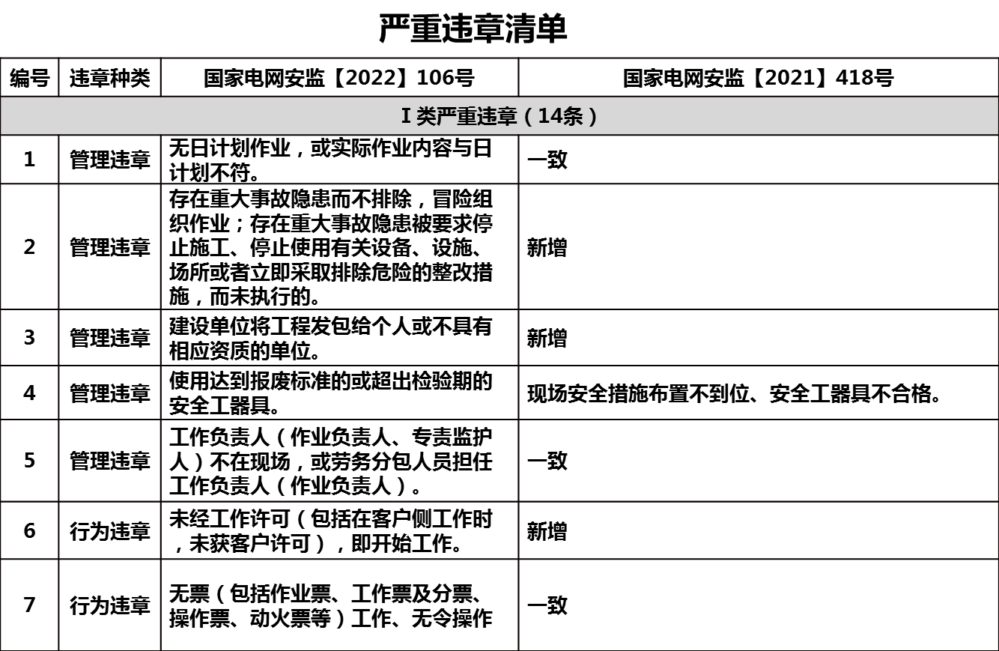 严重违章清单
编号 违章种类 国家电网安监【2022】106号 国家电网安监【2021】418号
Ⅰ类严重违章（14条）
1 管理违章 无日计划作业，或实际作业内容与日
计划不符。 一致
2 管理违章 存在重大事故隐患而不排除，冒险组
织作业；存在重大事故隐患被要求停
止施工、停止使用有关设备、设施、
场所或者立即采取排除危险的整改措
施，而未执行的。 新增
3 管理违章 建设单位将工程发包给个人或不具有
相应资质的单位。 新增
4 管理违章 使用达到报废标准的或超出检验期的
安全工器具。 现场安全措施布置不到位、安全工器具不合格。
5 管理违章 工作负责人（作业负责人、专责监护
人）不在现场，或劳务分包人员担任
工作负责人（作业负责人）。 一致
6 行为违章 未经工作许可（包括在客户侧工作时
，未获客户许可），即开始工作。 新增
7 行为违章 无票（包括作业票、工作票及分票、
操作票、动火票等）工作、无令操作 一致